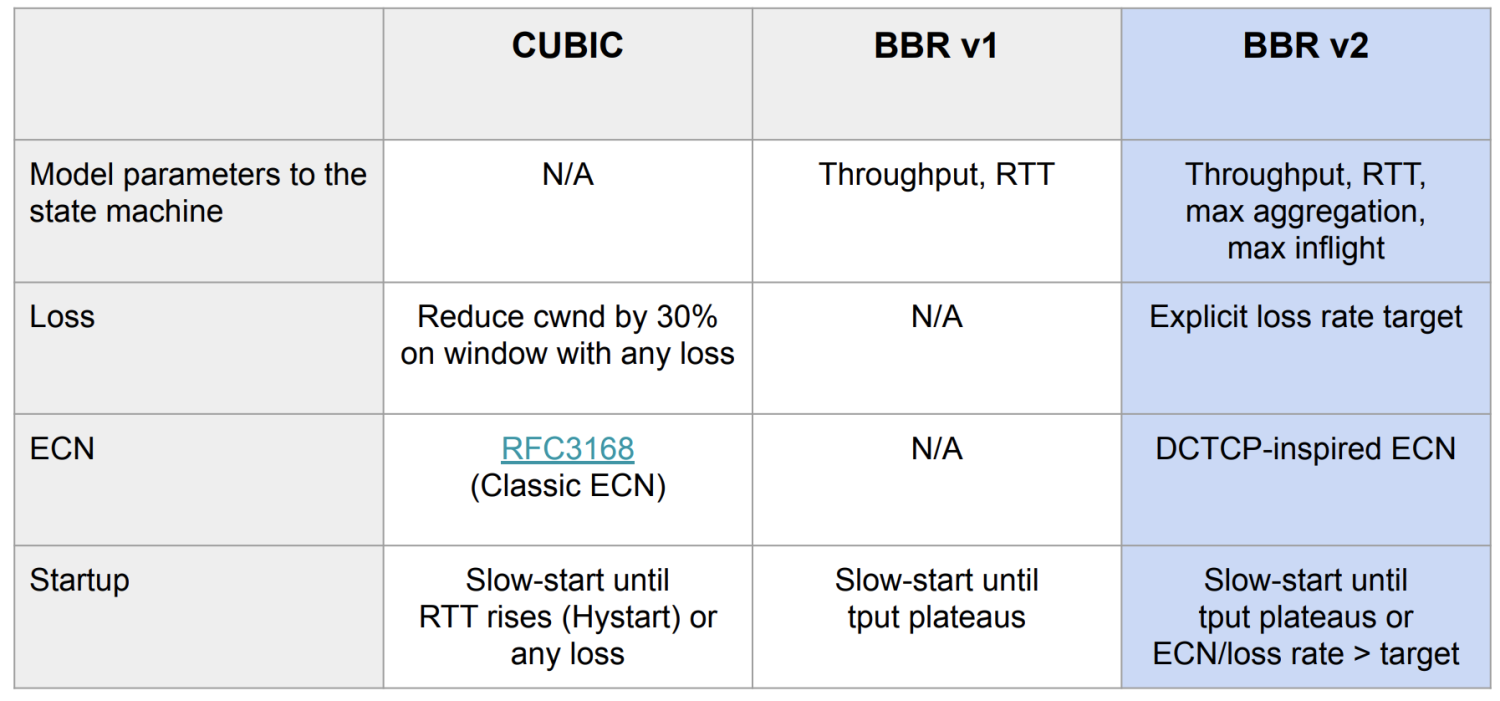 CUBIC
BBR v1
BBR v2
Model parameters to the
state machine
N/A
Throughput, RTT
Throughput, RTT,
max aggregation,
max inflight
Loss
Reduce cwnd by 30%
on window with any loss
N/A
Explicit loss rate target
ECN
RFC3168
(Classic ECN)
N/A
DCTCP-inspired ECN
Startup
Slow-start until
RTT rises (Hystart) or
any loss
Slow-start until
tput plateaus
Slow-start until
tput plateaus or
ECN/loss rate > target